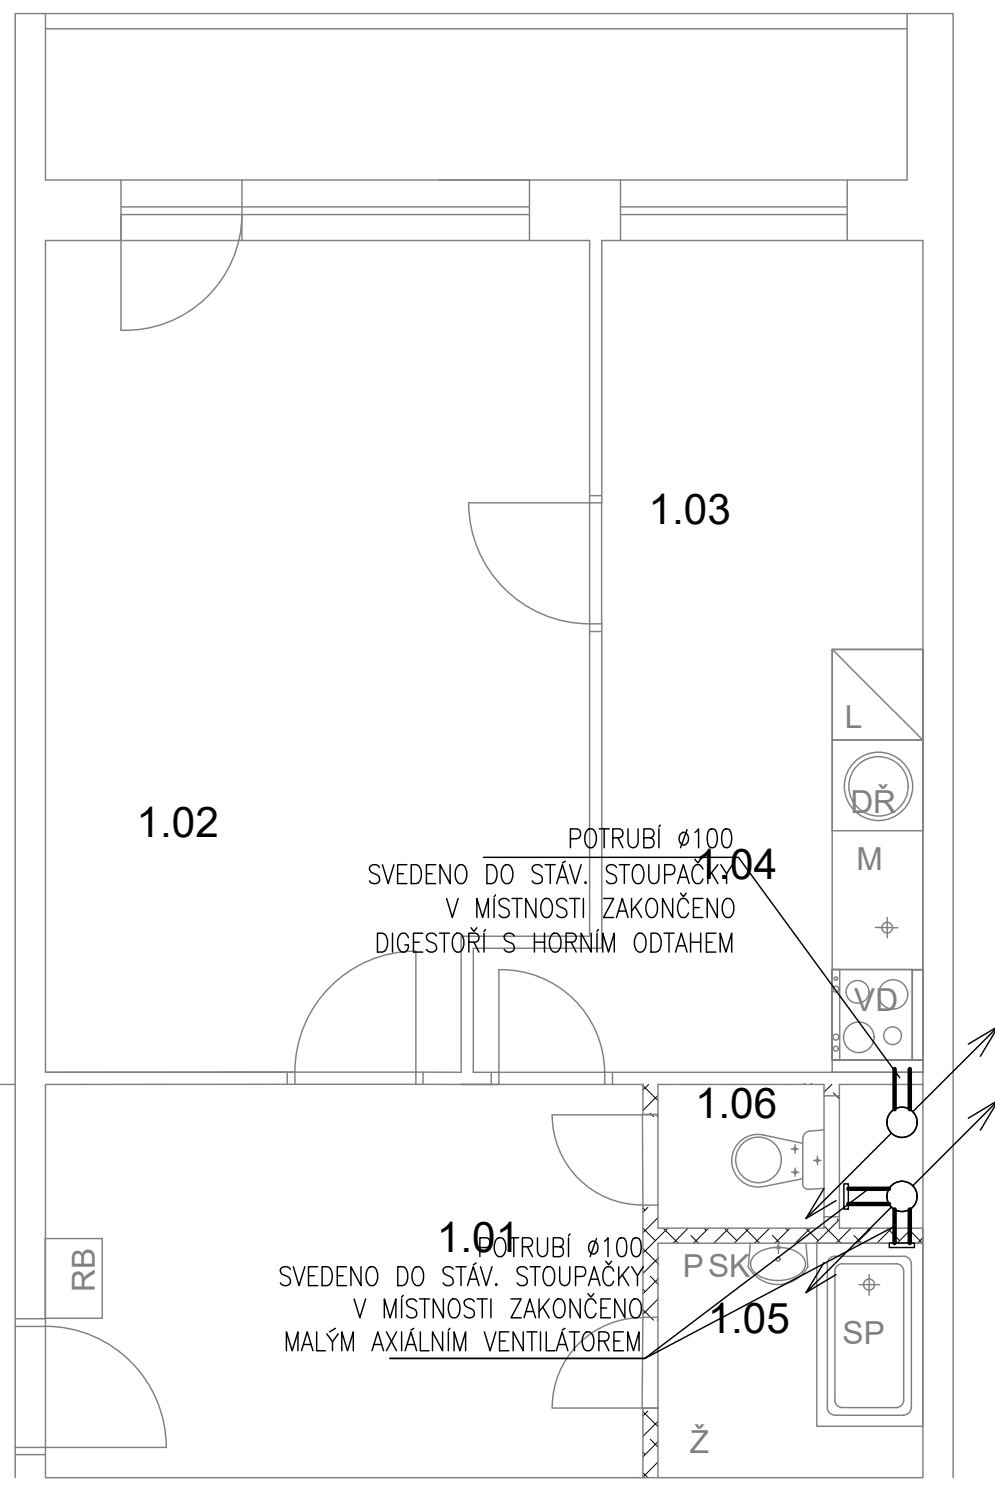 1.03
L
DŘ
1.02
POTRUBÍ ø100
1.04
SVEDENO DO STÁV. STOUPAČKY
M
V MÍSTNOSTI ZAKONČENO
DIGESTOŘÍ S HORNÍM ODTAHEM
VD
1.06
1.01
POTRUBÍ ø100
SVEDENO DO STÁV. STOUPAČKY
V MÍSTNOSTI ZAKONČENO
MALÝM AXIÁLNÍM VENTILÁTOREM
RB
P SK
1.05
SP
Ž